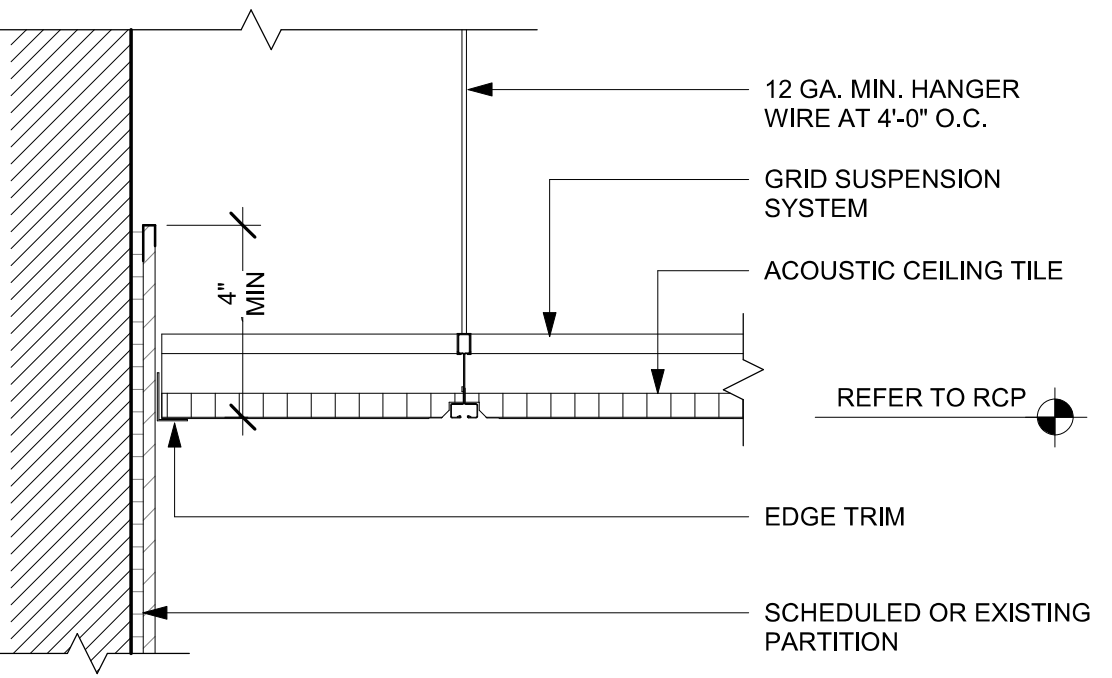 12 GA. MIN. HANGER
WIRE AT 4'-0" O.C.
GRID SUSPENSION
SYSTEM
ACOUSTIC CEILING TILE
4"
MIN
REFER TO RCP
EDGE TRIM
SCHEDULED OR EXISTING
PARTITION